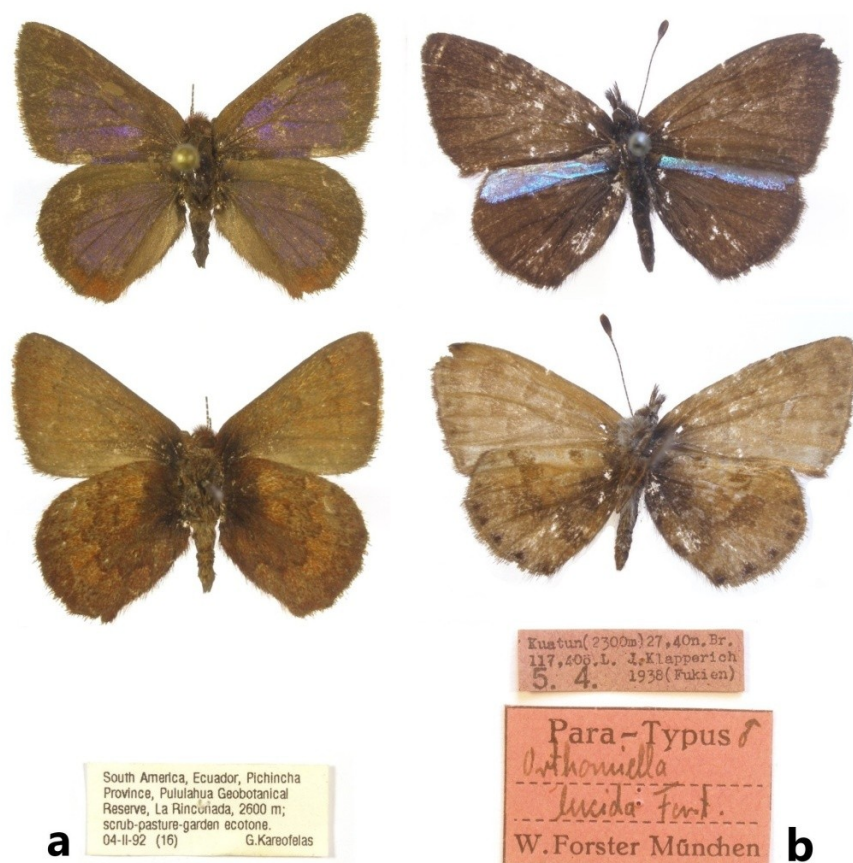 Kuatun(2300m)27,40n.Br.
117,40ö.L. J.Klapperich
5. 4. 1938(Fukien)
Para-Typus ♂
Orthomiella
lucida Forst.
W. Forster München
South America, Ecuador, Pichincha
Province, Pululahua Geobotanical
Reserve, La Rinconada, 2600 m;
scrub-pasture-garden ecotone.
04-II-92 (16) G.Kareofelas
a
b